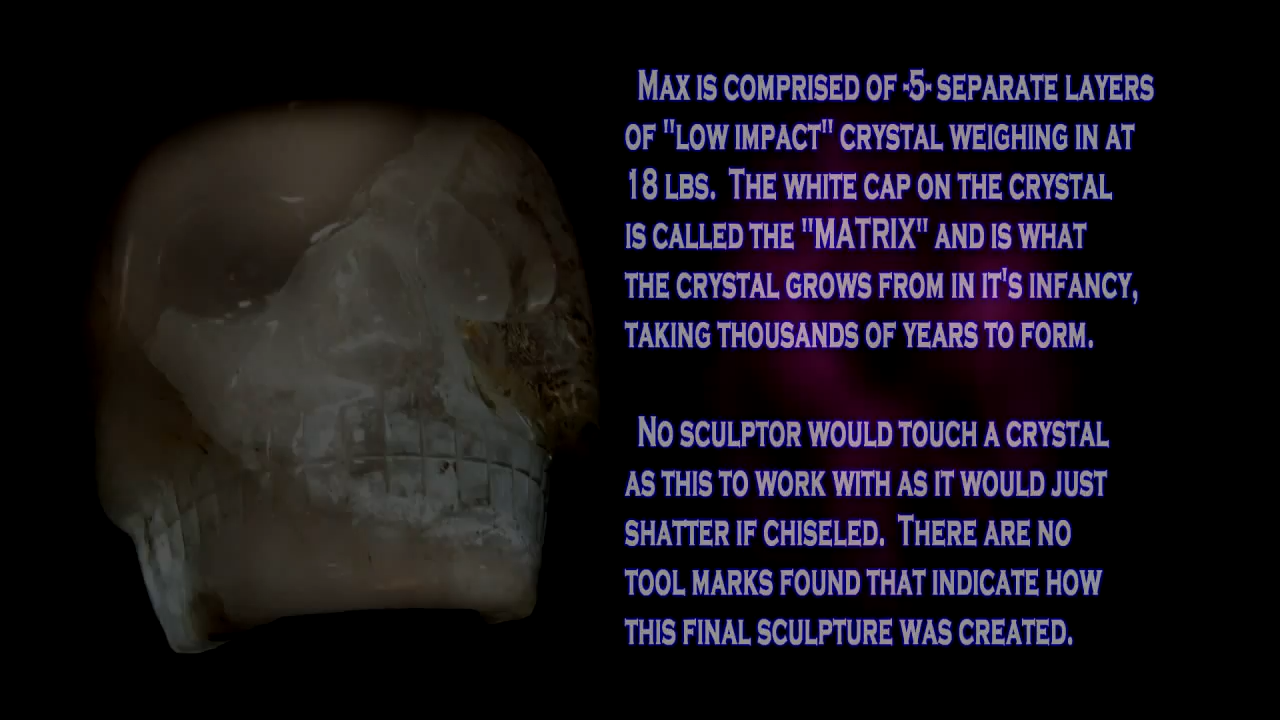 Max is comprised of -5- separate layers
of "low impact" crystal weighing in at
18 lbs. The white cap on the crystal
is called the "MATRIX" and is what
the crystal grows from in it's infancy,
taking thousands of years to form.
No sculptor would touch a crystal
as this to work with as it would just
shatter if chiseled. There are no
tool marks found that indicate how
this final sculpture was created.